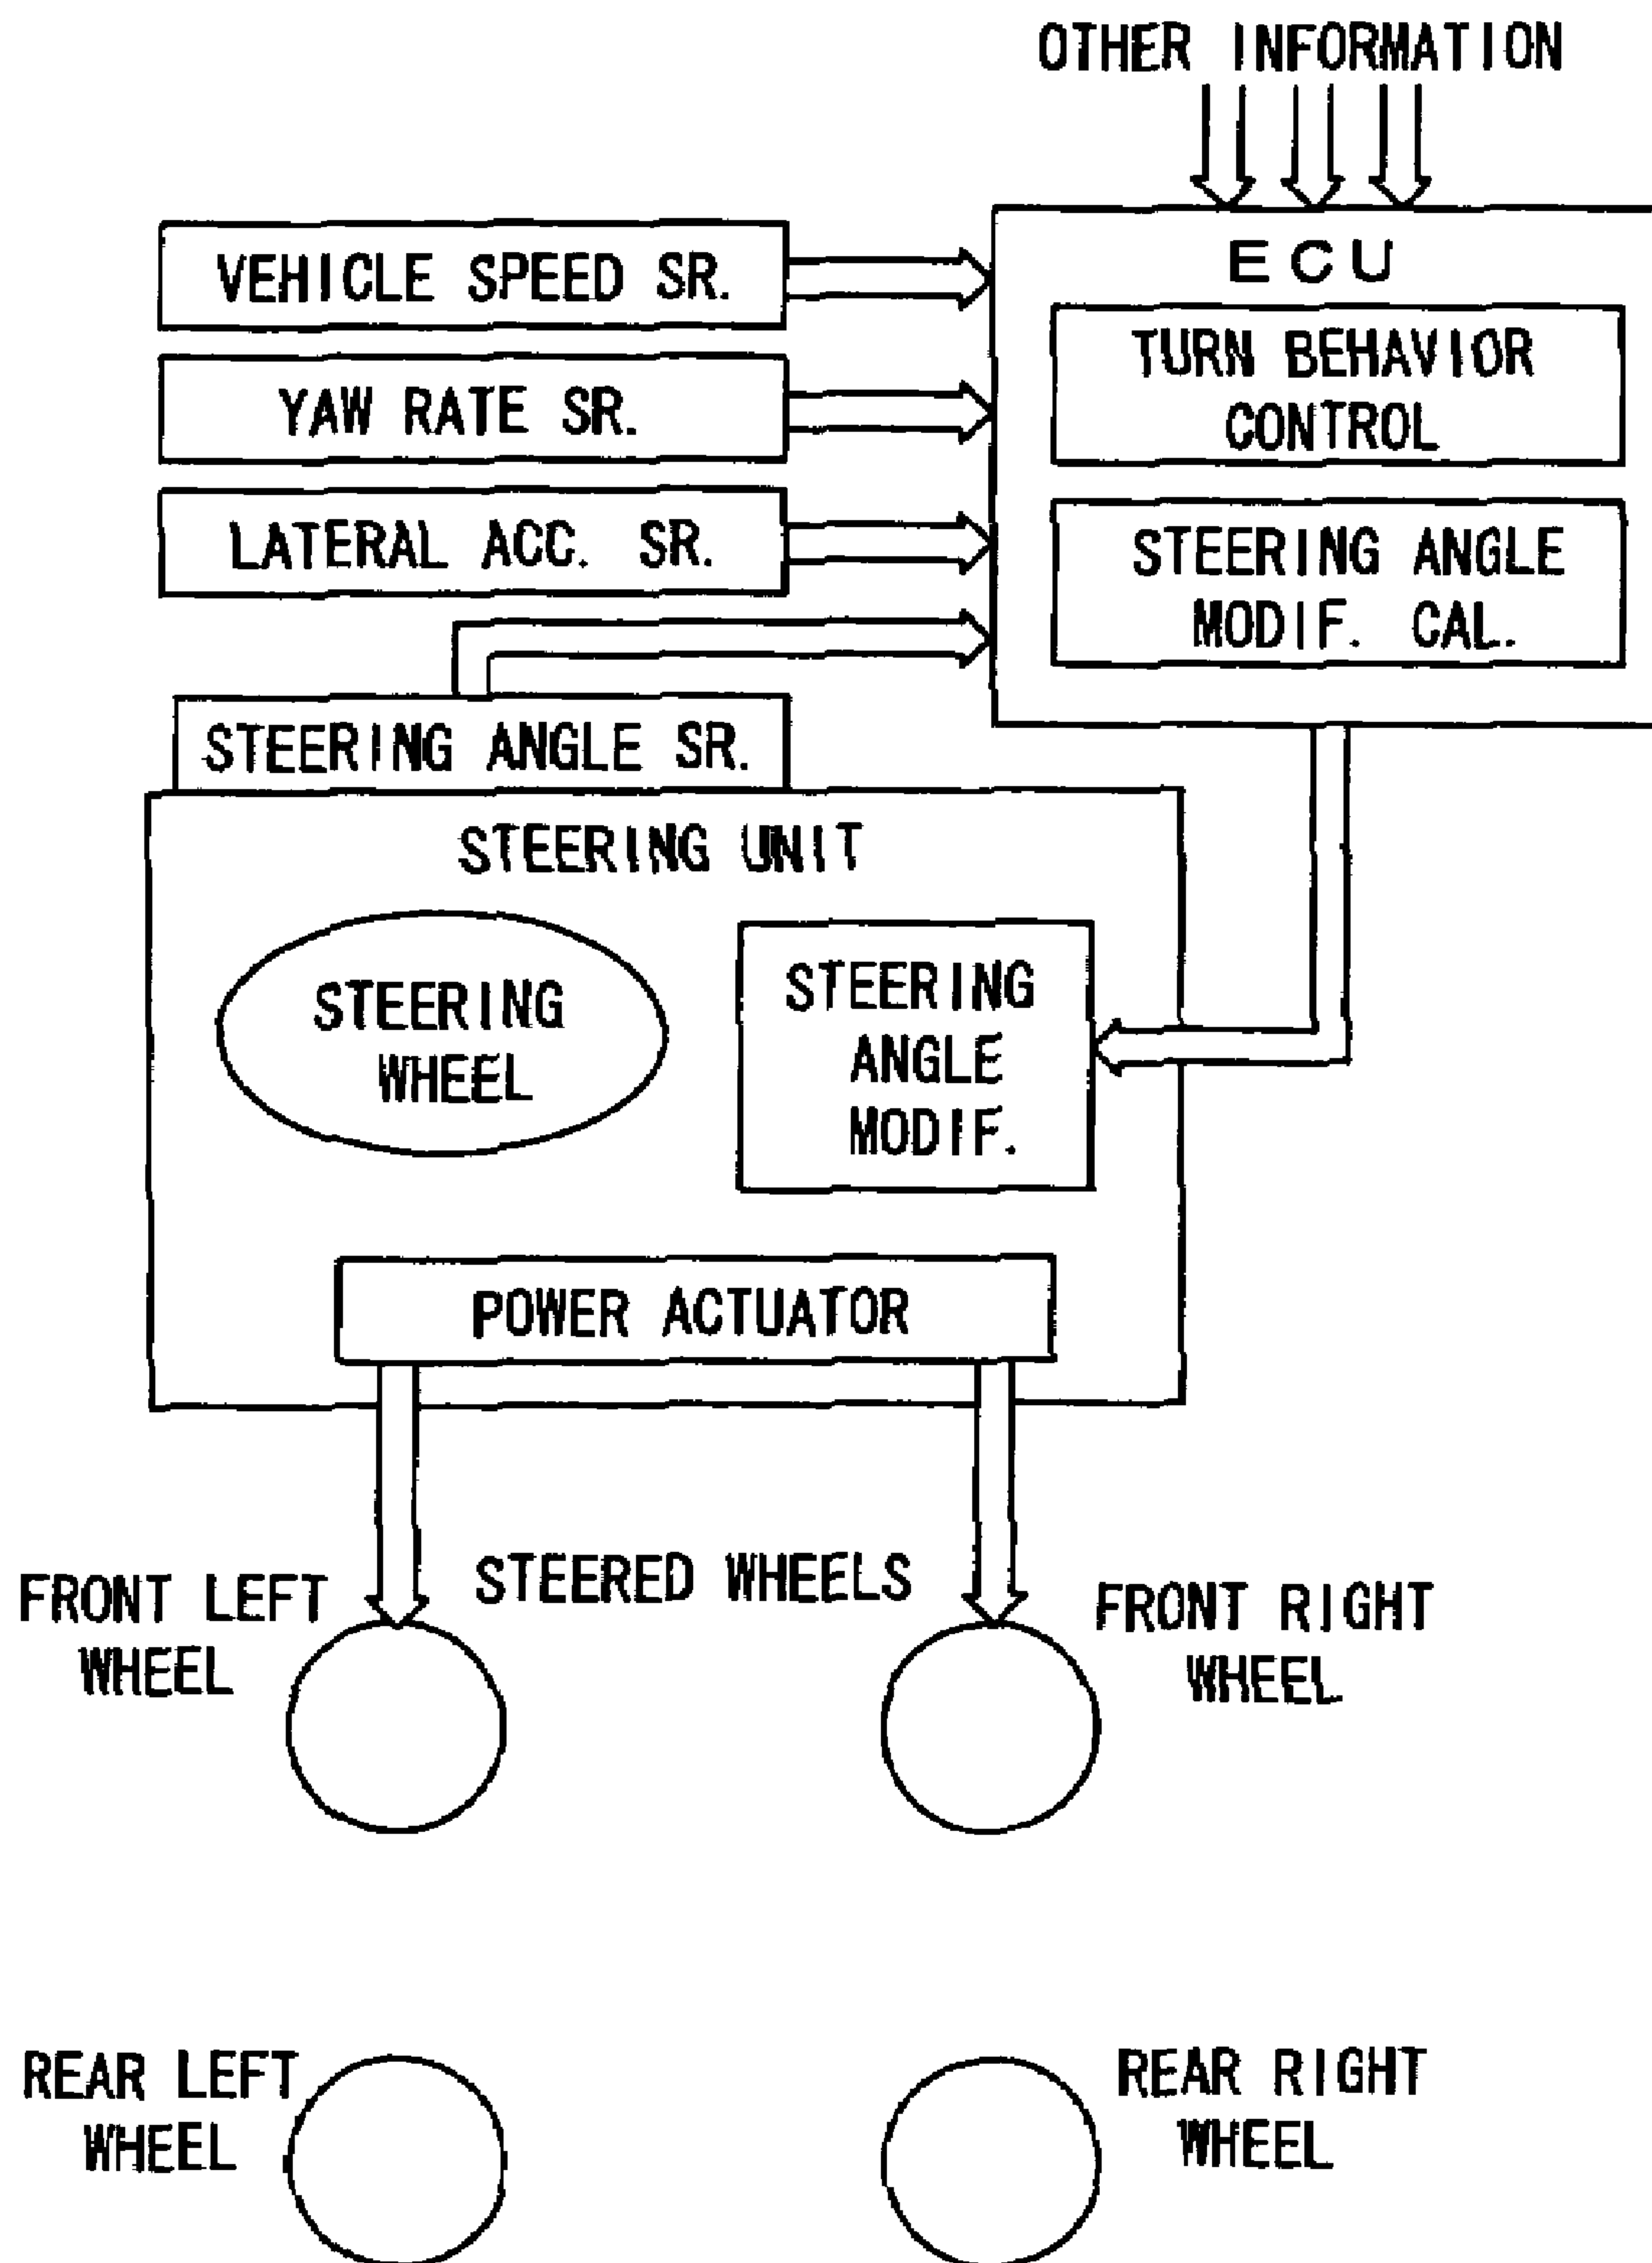 OTHER INFORMATION
VEHICLE SPEED SR.
YAW RATE SR.
LATERAL ACC. SR.
ECU
TURN BEHAVIOR
CONTROL
STEERING ANGLE
MODIF. CAL.
STEERING ANGLE SR.
STEERING UNIT
STEERING
WHEEL
STEERING
ANGLE
MODIF.
POWER ACTUATOR
STEERED WHEELS
FRONT LEFT
WHEEL
FRONT RIGHT
WHEEL
REAR LEFT
WHEEL
REAR RIGHT
WHEEL